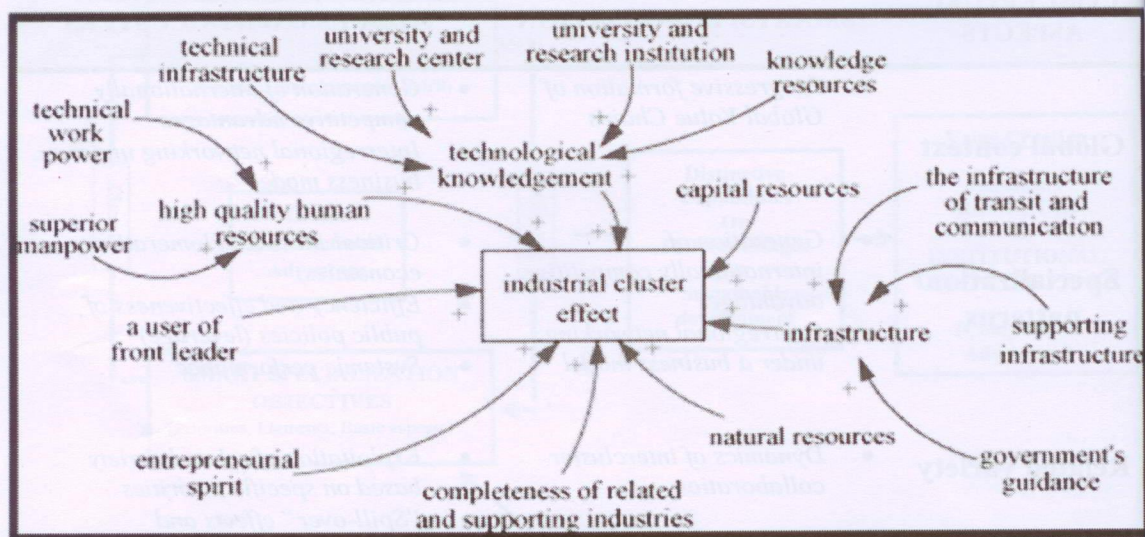 university and
research center
university and
research institution
technical
infrastructure
knowledge
resources
technical
work
power
technological
knowledgement
capital resources
the infrastructure
of transit and
communication
high quality human
resources
superior
manpower
industrial cluster
effect
infrastructure
supporting
infrastructure
a user of
front leader
entrepreneurial
spirit
completeness of related
and supporting industries
natural resources
government's
guidance